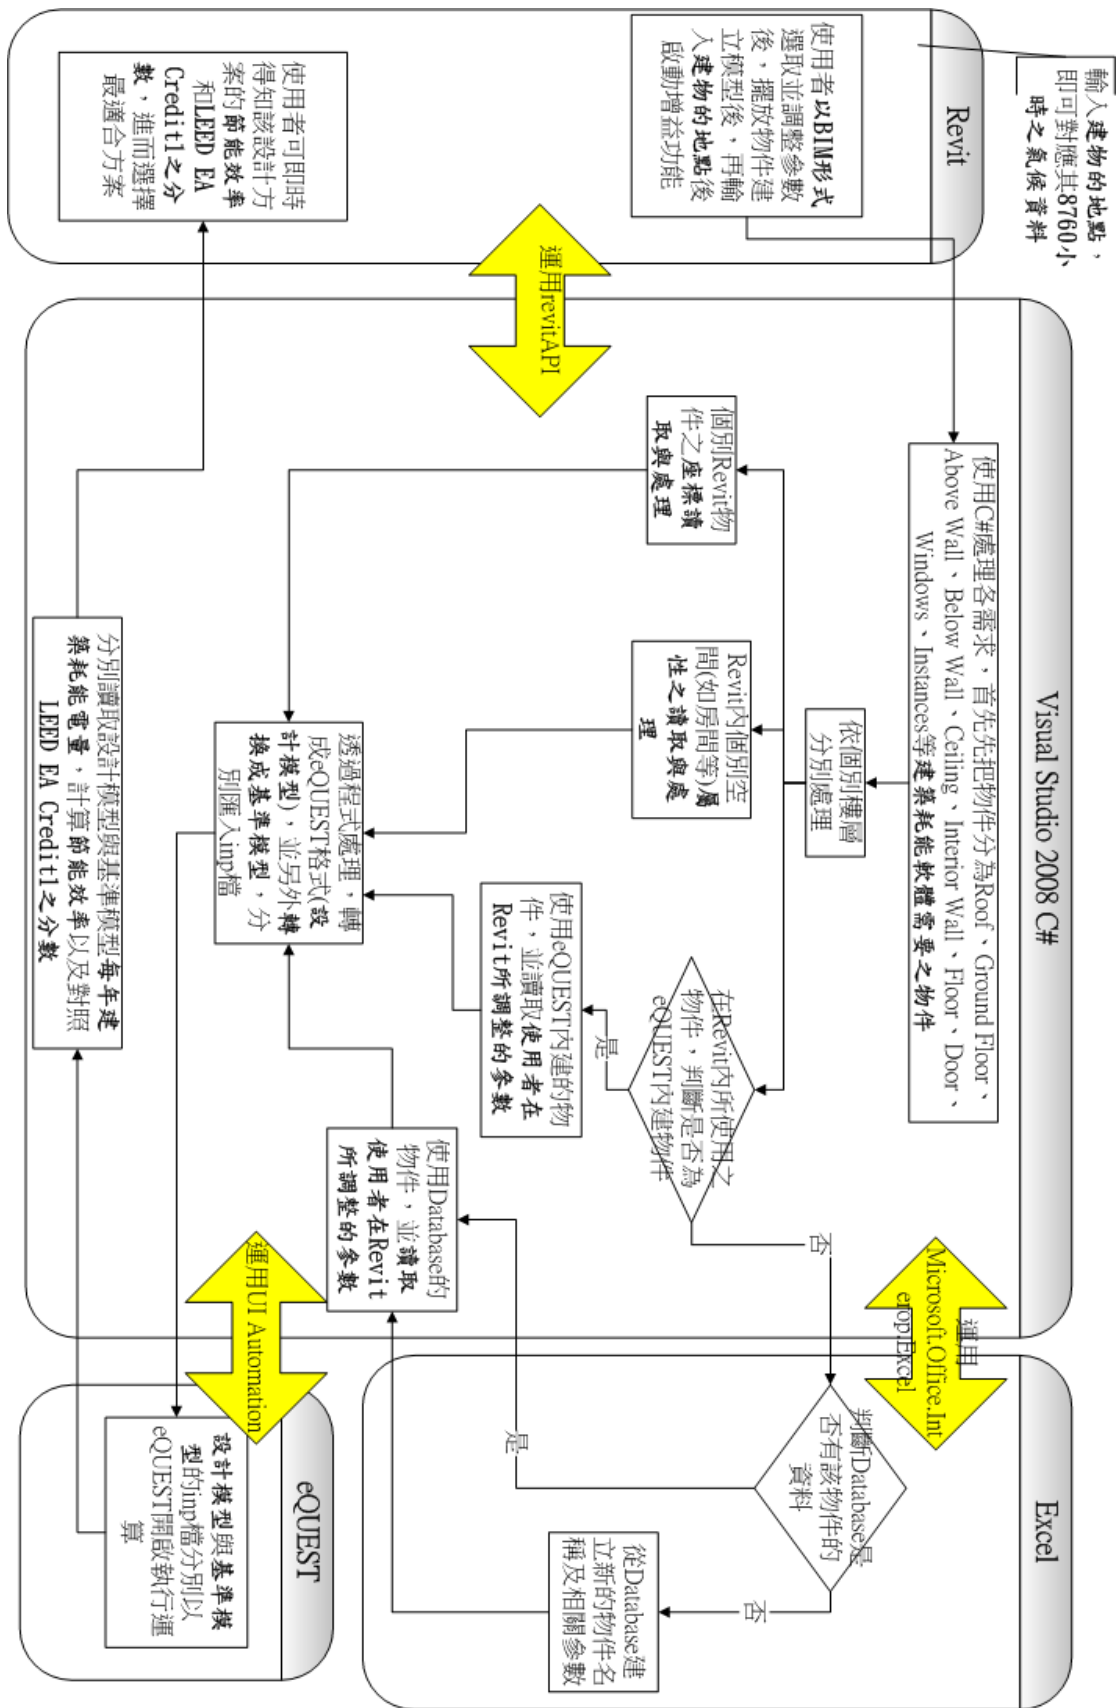 輸入建物的地點，
即可對應其8760小
時之氣候資料
Revit
使用者以BIM形式
選取並調整參數
後，擺放物件建
立模型後，再輸
入建物的地點後
啟動增益功能
使用者可即時
得知該設計方
案的節能效率
和LEED EA
Credit1之分
數，進而選擇
最適合方案
運用revitAPI
Visual Studio 2008 C#
使用C#處理各需求，首先先把物件分為Roof、Ground Floor、
Above Wall、Below Wall、Ceiling、Interior Wall、Floor、Door、
Windows、Instances等建築耗能軟體需要之物件
依個別樓層
分別處理
個別Revit物
件之座標讀
取與處理
Revit內個別空
間(如房間等)屬
性之讀取與處
理
在Revit內所使用之
物件，判斷是否為
eQUEST內建物件
是
否
使用eQUEST內建的物
件，並讀取使用者在
Revit所調整的參數
使用Database的
物件，並讀取
使用者在Revit
所調整的參數
透過程式處理，轉
成eQUEST格式(設
計模型)，並另外轉
換成基準模型，分
別匯入inp檔
分別讀取設計模型與基準模型每年建
築耗能電量，計算節能效率以及對照
LEED EA Credit1之分數
運用
Microsoft.Office.Int
erop.Excel
運用UI Automation
Excel
判斷Database是
否有該物件的
資料
是
否
從Database建
立新的物件名
稱及相關參數
eQUEST
設計模型與基準模
型的inp檔分別以
eQUEST開啟執行運
算